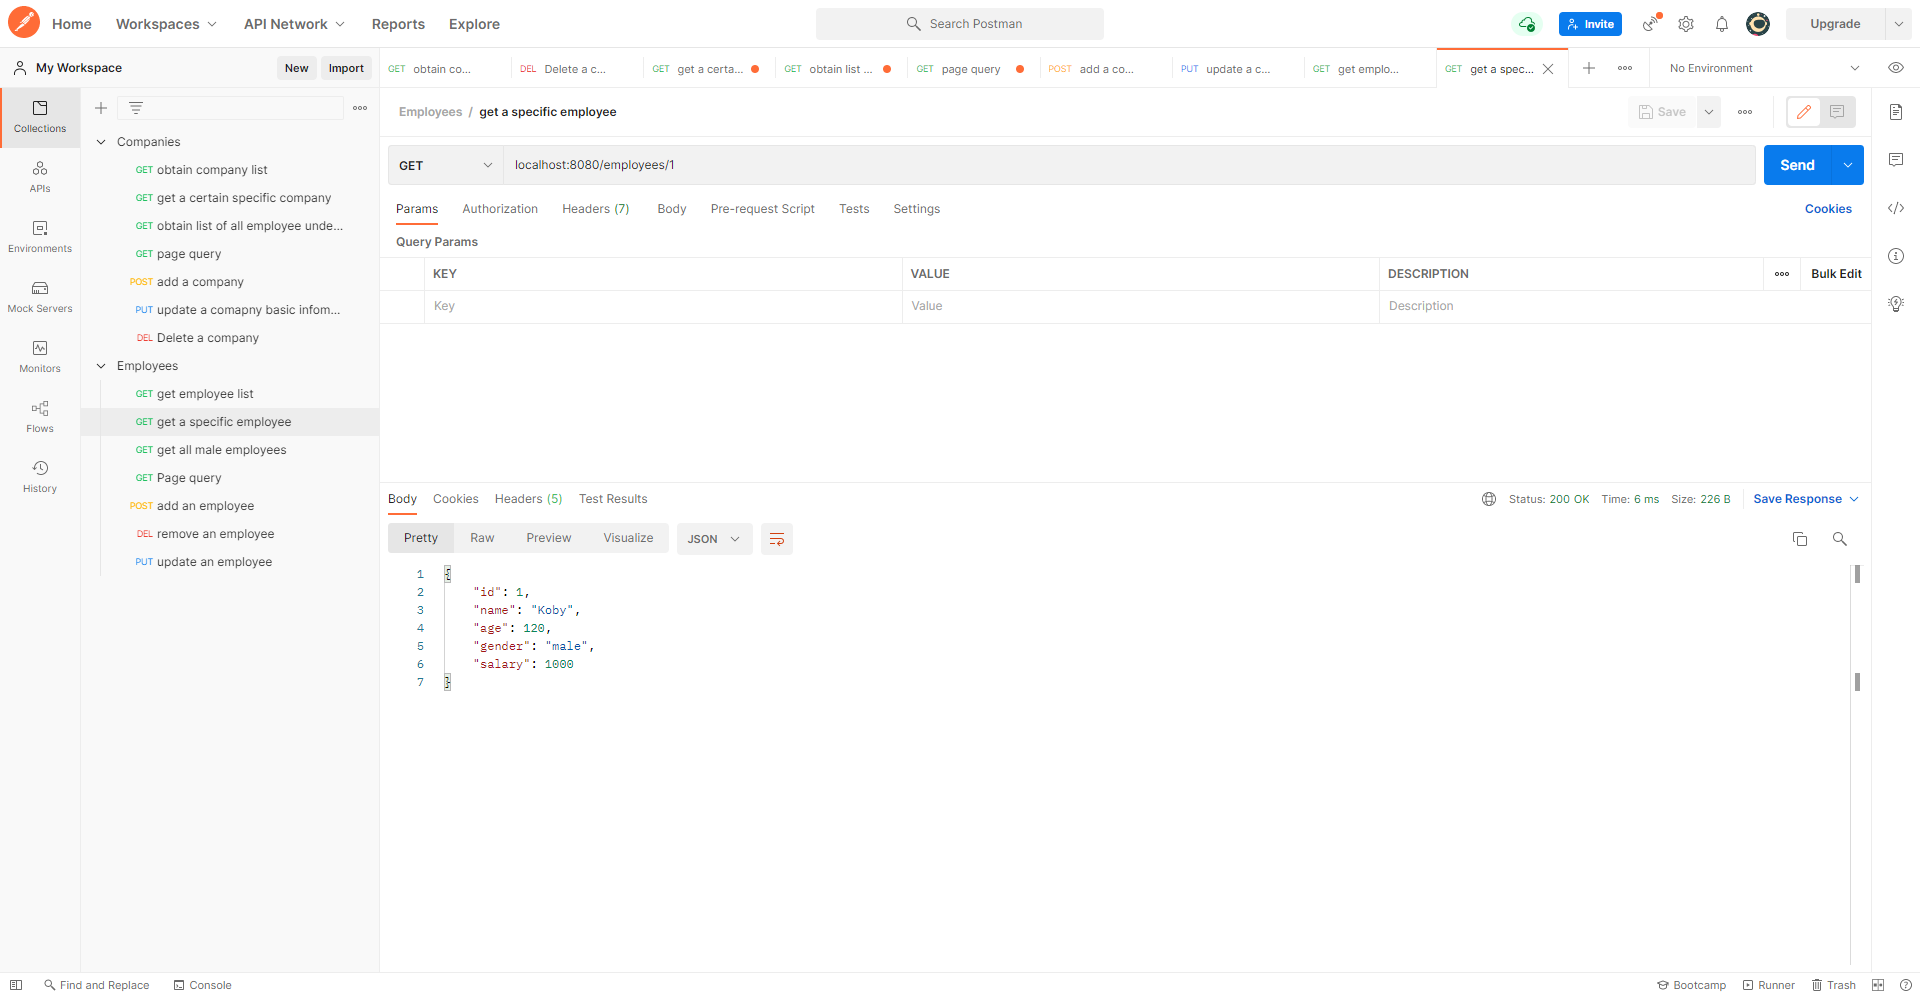 Home Workspaces API Network Reports Explore Search Postman Invite Upgrade
My Workspace New Import
GET obtain co... DEL Delete a c... GET get a certa... GET obtain list ... GET page query POST add a co... PUT update a c... GET get emplo... GET get a spec... No Environment
Collections
APIs
Environments
Mock Servers
Monitors
Flows
History
Companies
GET obtain company list
GET get a certain specific company
GET obtain list of all employee unde...
GET page query
POST add a company
PUT update a comapny basic infom...
DEL Delete a company
Employees
GET get employee list
GET get a specific employee
GET get all male employees
GET Page query
POST add an employee
DEL remove an employee
PUT update an employee
Employees / get a specific employee Save
GET localhost:8080/employees/1 Send
Params Authorization Headers (7) Body Pre-request Script Tests Settings Cookies
Query Params
KEY VALUE DESCRIPTION Bulk Edit
Key Value Description
Body Cookies Headers (5) Test Results Status: 200 OK Time: 6 ms Size: 226 B Save Response
Pretty Raw Preview Visualize JSON
1 {
2 "id": 1,
3 "name": "Koby",
4 "age": 120,
5 "gender": "male",
6 "salary": 1000
7 }
Find and Replace Console Bootcamp Runner Trash